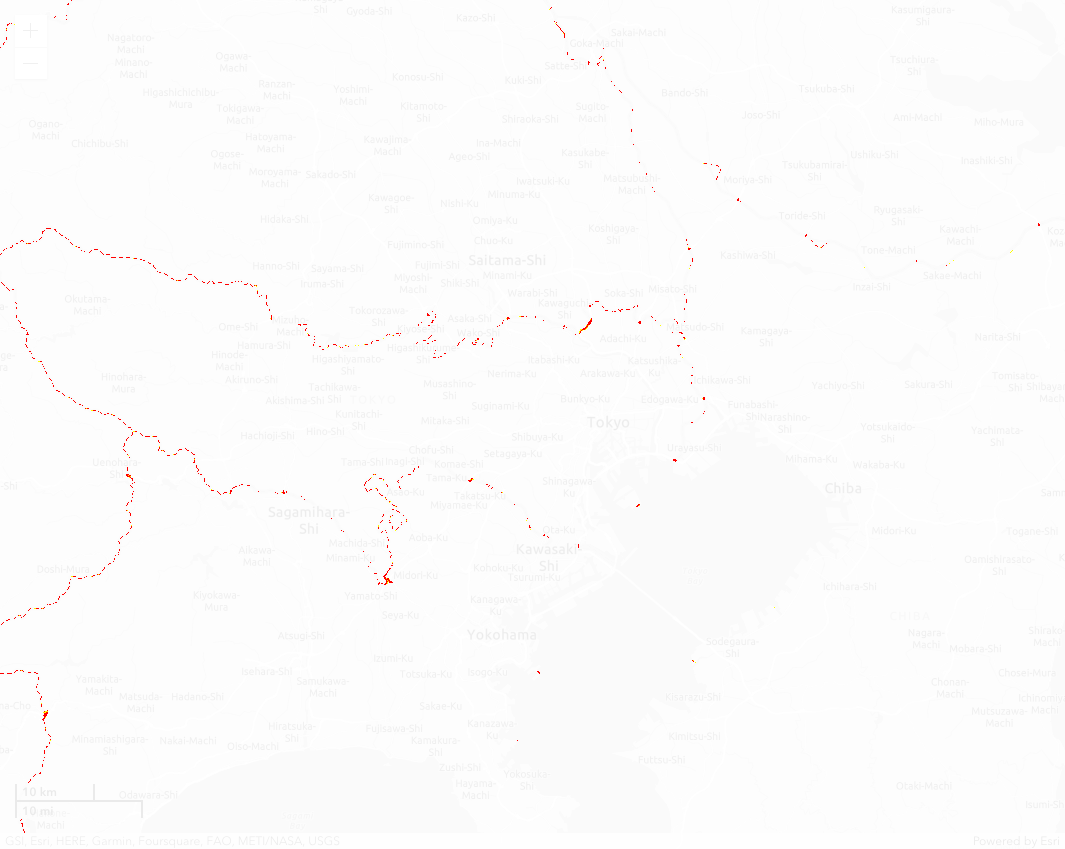 Gyoda-Shi
Kazo-Shi
Kasumigaura-
Shi
Sakai-Machi
Goka-Machi
Nagatoro-
Machi
Minano-
Machi
Ogawa-
Machi
Satte-Shi
Tsuchiura-
Shi
Konosu-Shi
Kuki-Shi
Ranzan-
Machi
Yoshimi-
Machi
Bando-Shi
Tsukuba-Shi
Higashichichibu-
Mura
Tokigawa-
Machi
Kitamoto-
Shi
Sugito-
Machi
Shiraoka-Shi
Joso-Shi
Ami-Machi
Miho-Mura
Ogano-
Machi
Chichibu-Shi
Hatoyama-
Machi
Kawajima-
Machi
Ina-Machi
Ageo-Shi
Kasukabe-
Shi
Ogose-
Machi
Ushiku-Shi
Inashiki-Shi
Moroyama-
Machi
Sakado-Shi
Tsukubamirai-
Shi
Iwatsuki-Ku
Minuma-Ku
Matsubushi-
Machi
Moriya-Shi
Kawagoe-
Shi
Nishi-Ku
Omiya-Ku
Hidaka-Shi
Toride-Shi
Ryugasaki-
Shi
Koshigaya-
Shi
Chuo-Ku
Fujimino-Shi
Kawachi-
Machi
Tone-Machi
Kashiwa-Shi
Saitama-Shi
Hanno-Shi
Sayama-Shi
Fujimi-Shi
Minami-Ku
Miyoshi-
Machi
Iruma-Shi
Shiki-Shi
Sakae-Machi
Inzai-Shi
Misato-Shi
Warabi-Shi
Soka-Shi
Kawaguchi-
Shi
Okutama-
Machi
Tokorozawa-
Shi
Asaka-Shi
Ome-Shi
Adachi-Ku
Kamagaya-
Shi
Narita-Shi
Hamura-Shi
Hinode-
Machi
Higashiyamato-
Shi
Itabashi-Ku
Katsushika-
Ku
Nerima-Ku
Arakawa-Ku
Hinohara-
Mura
Akiruno-Shi
Tachikawa-
Shi
Musashino-
Shi
Ichikawa-Shi
Yachiyo-Shi
Sakura-Shi
Tomisato-
Shi
Akishima-Shi
Bunkyo-Ku
Edogawa-Ku
Suginami-Ku
Funabashi-
Shi
Narashino-
Shi
Kunitachi-
Shi
Mitaka-Shi
Tokyo
Yotsukaido-
Shi
Yachimata-
Shi
Hachioji-Shi
Hino-Shi
Shibuya-Ku
Urayasu-Shi
Chofu-Shi
Setagaya-Ku
Mihama-Ku
Wakaba-Ku
Tama-Shi
Inagi-Shi
Komae-Shi
Tama-Ku
Shinagawa-
Ku
Chiba
Takatsu-Ku
Miyamae-Ku
Sagamihara-
Shi
Aoba-Ku
Ota-Ku
Midori-Ku
Togane-Shi
Machida-Shi
Kawasaki-
Shi
Aikawa-
Machi
Minami-Ku
Doshi-Mura
Kohoku-Ku
Tsurumi-Ku
Midori-Ku
Oamishirasato-
Shi
Ichihara-Shi
Kiyokawa-
Mura
Yamato-Shi
Kanagawa-
Ku
Seya-Ku
Yokohama
Atsugi-Shi
Sodegaura-
Shi
Nagara-
Machi
Mobara-Shi
Izumi-Ku
Isehara-Shi
Totsuka-Ku
Nago-Ku
Chosei-Mura
Yamakita-
Machi
Matsuda-
Machi
Hadano-Shi
Samukawa-
Machi
Chonan-
Machi
Kisarazu-Shi
Sakae-Ku
Mutsuzawa-
Machi
Hiratsuka-
Shi
Fujisawa-Shi
Kanazawa-
Ku
Kimitsu-Shi
Minamiashigara-
Shi
Nakai-Machi
Oiso-Machi
Kamakura-
Shi
Futtsu-Shi
Zushi-Shi
Yokosuka-
Shi
Hayama-
Machi
Otaki-Machi
Isumi-Shi
Odawara-Shi
10 km
10 mi
Machi
GSI, Esri, HERE, Garmin, Foursquare, FAO, METI/NASA, USGS
Powered by Esri